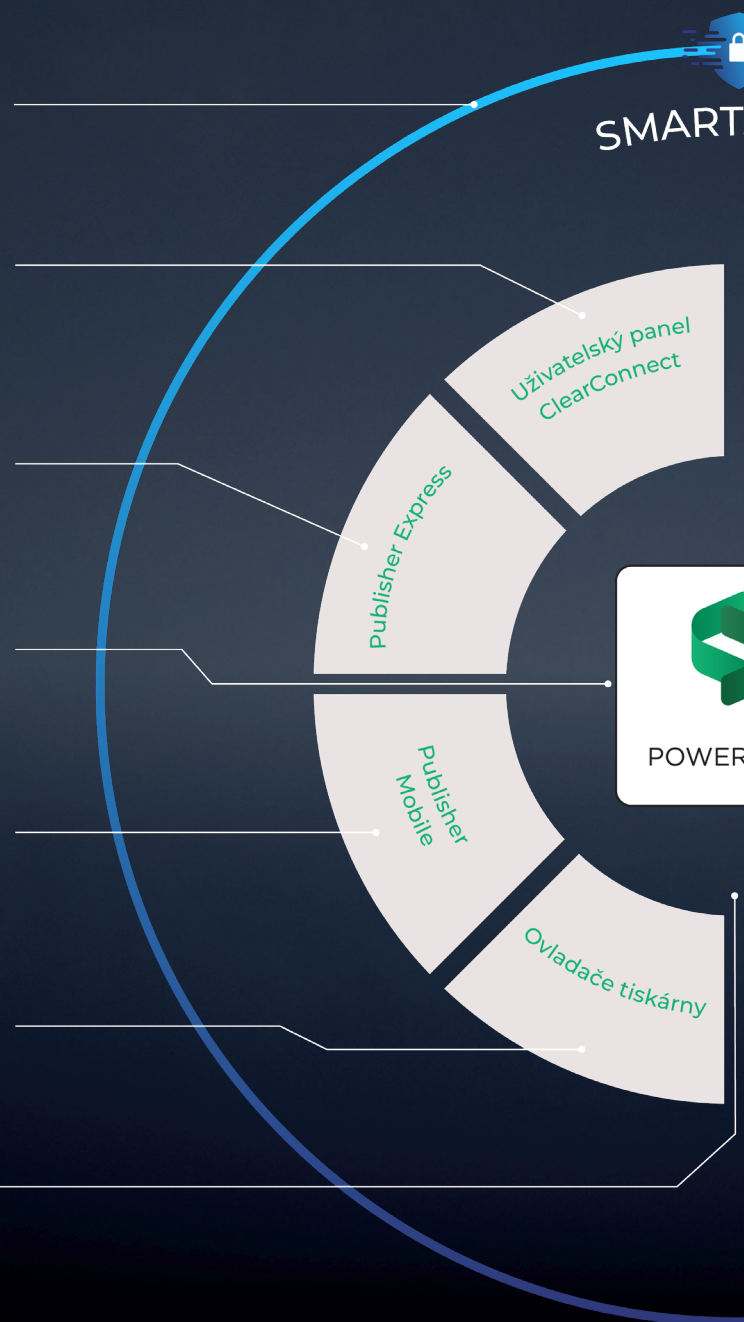 SMART
Uživatelský panel
ClearConnect
Publisher Express
POWER
Publisher
Mobile
Ovladače tiskárny